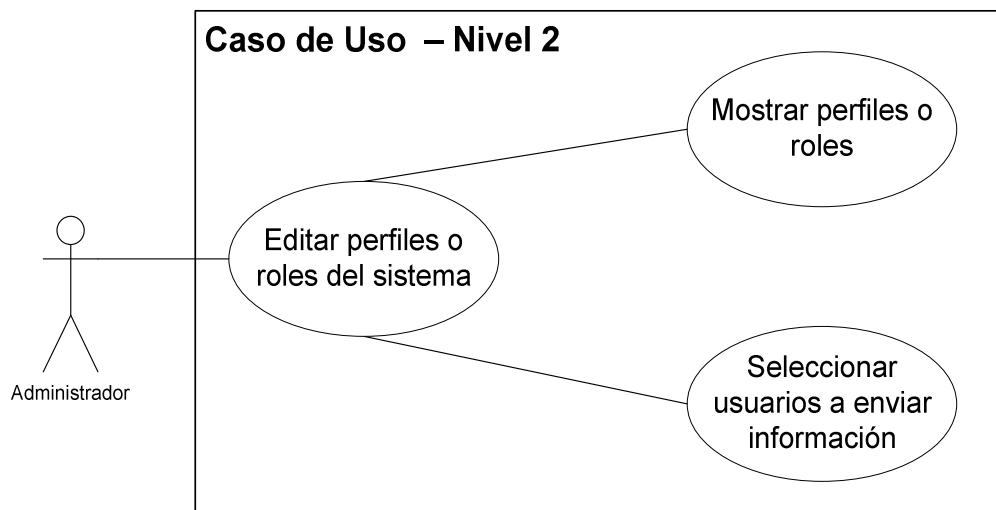 Caso de Uso – Nivel 2
Mostrar perfiles o
roles
Editar perfiles o
roles del sistema
Administrador
Seleccionar
usuarios a enviar
información